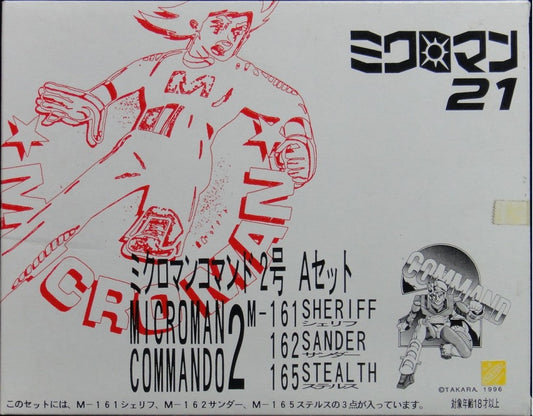 ミクロマン
21
M
MICROMAN
ミクロマンコマンド2号 Aセット
MICROMAN
COMMANDO 2
M-161 SHERIFF
シェリフ
162 SANDER
サンダー
165 STEALTH
ステルス
COMMAND
2
©TAKARA, 1996
このセットには、M-161シェリフ、M-162サンダー、M-165ステルスの3点が入っています。
対象年齢18才以上